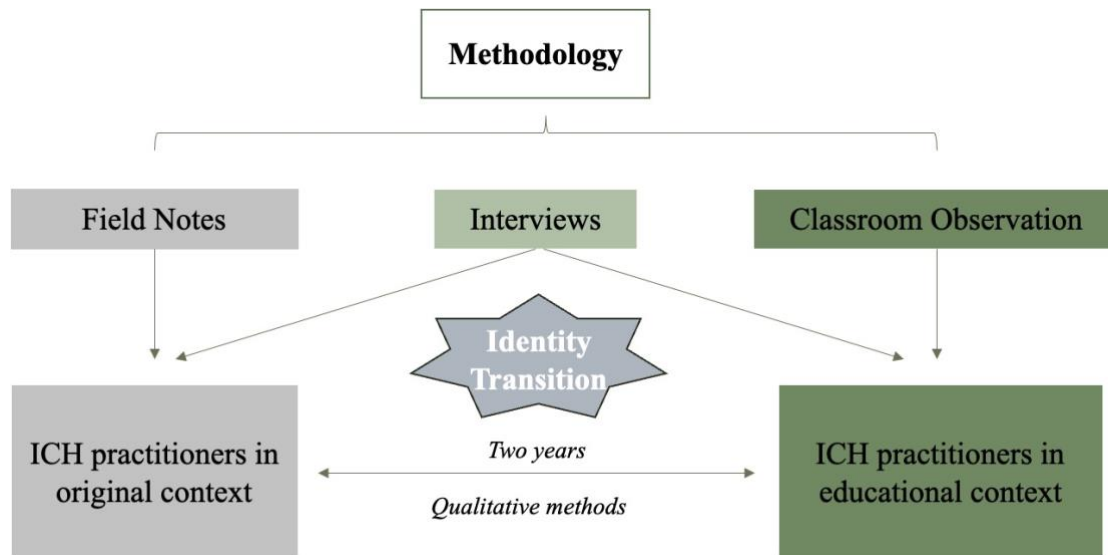 Methodology
Field Notes
Interviews
Classroom Observation
Identity
Transition
ICH practitioners in
original context
Two years
Qualitative methods
ICH practitioners in
educational context